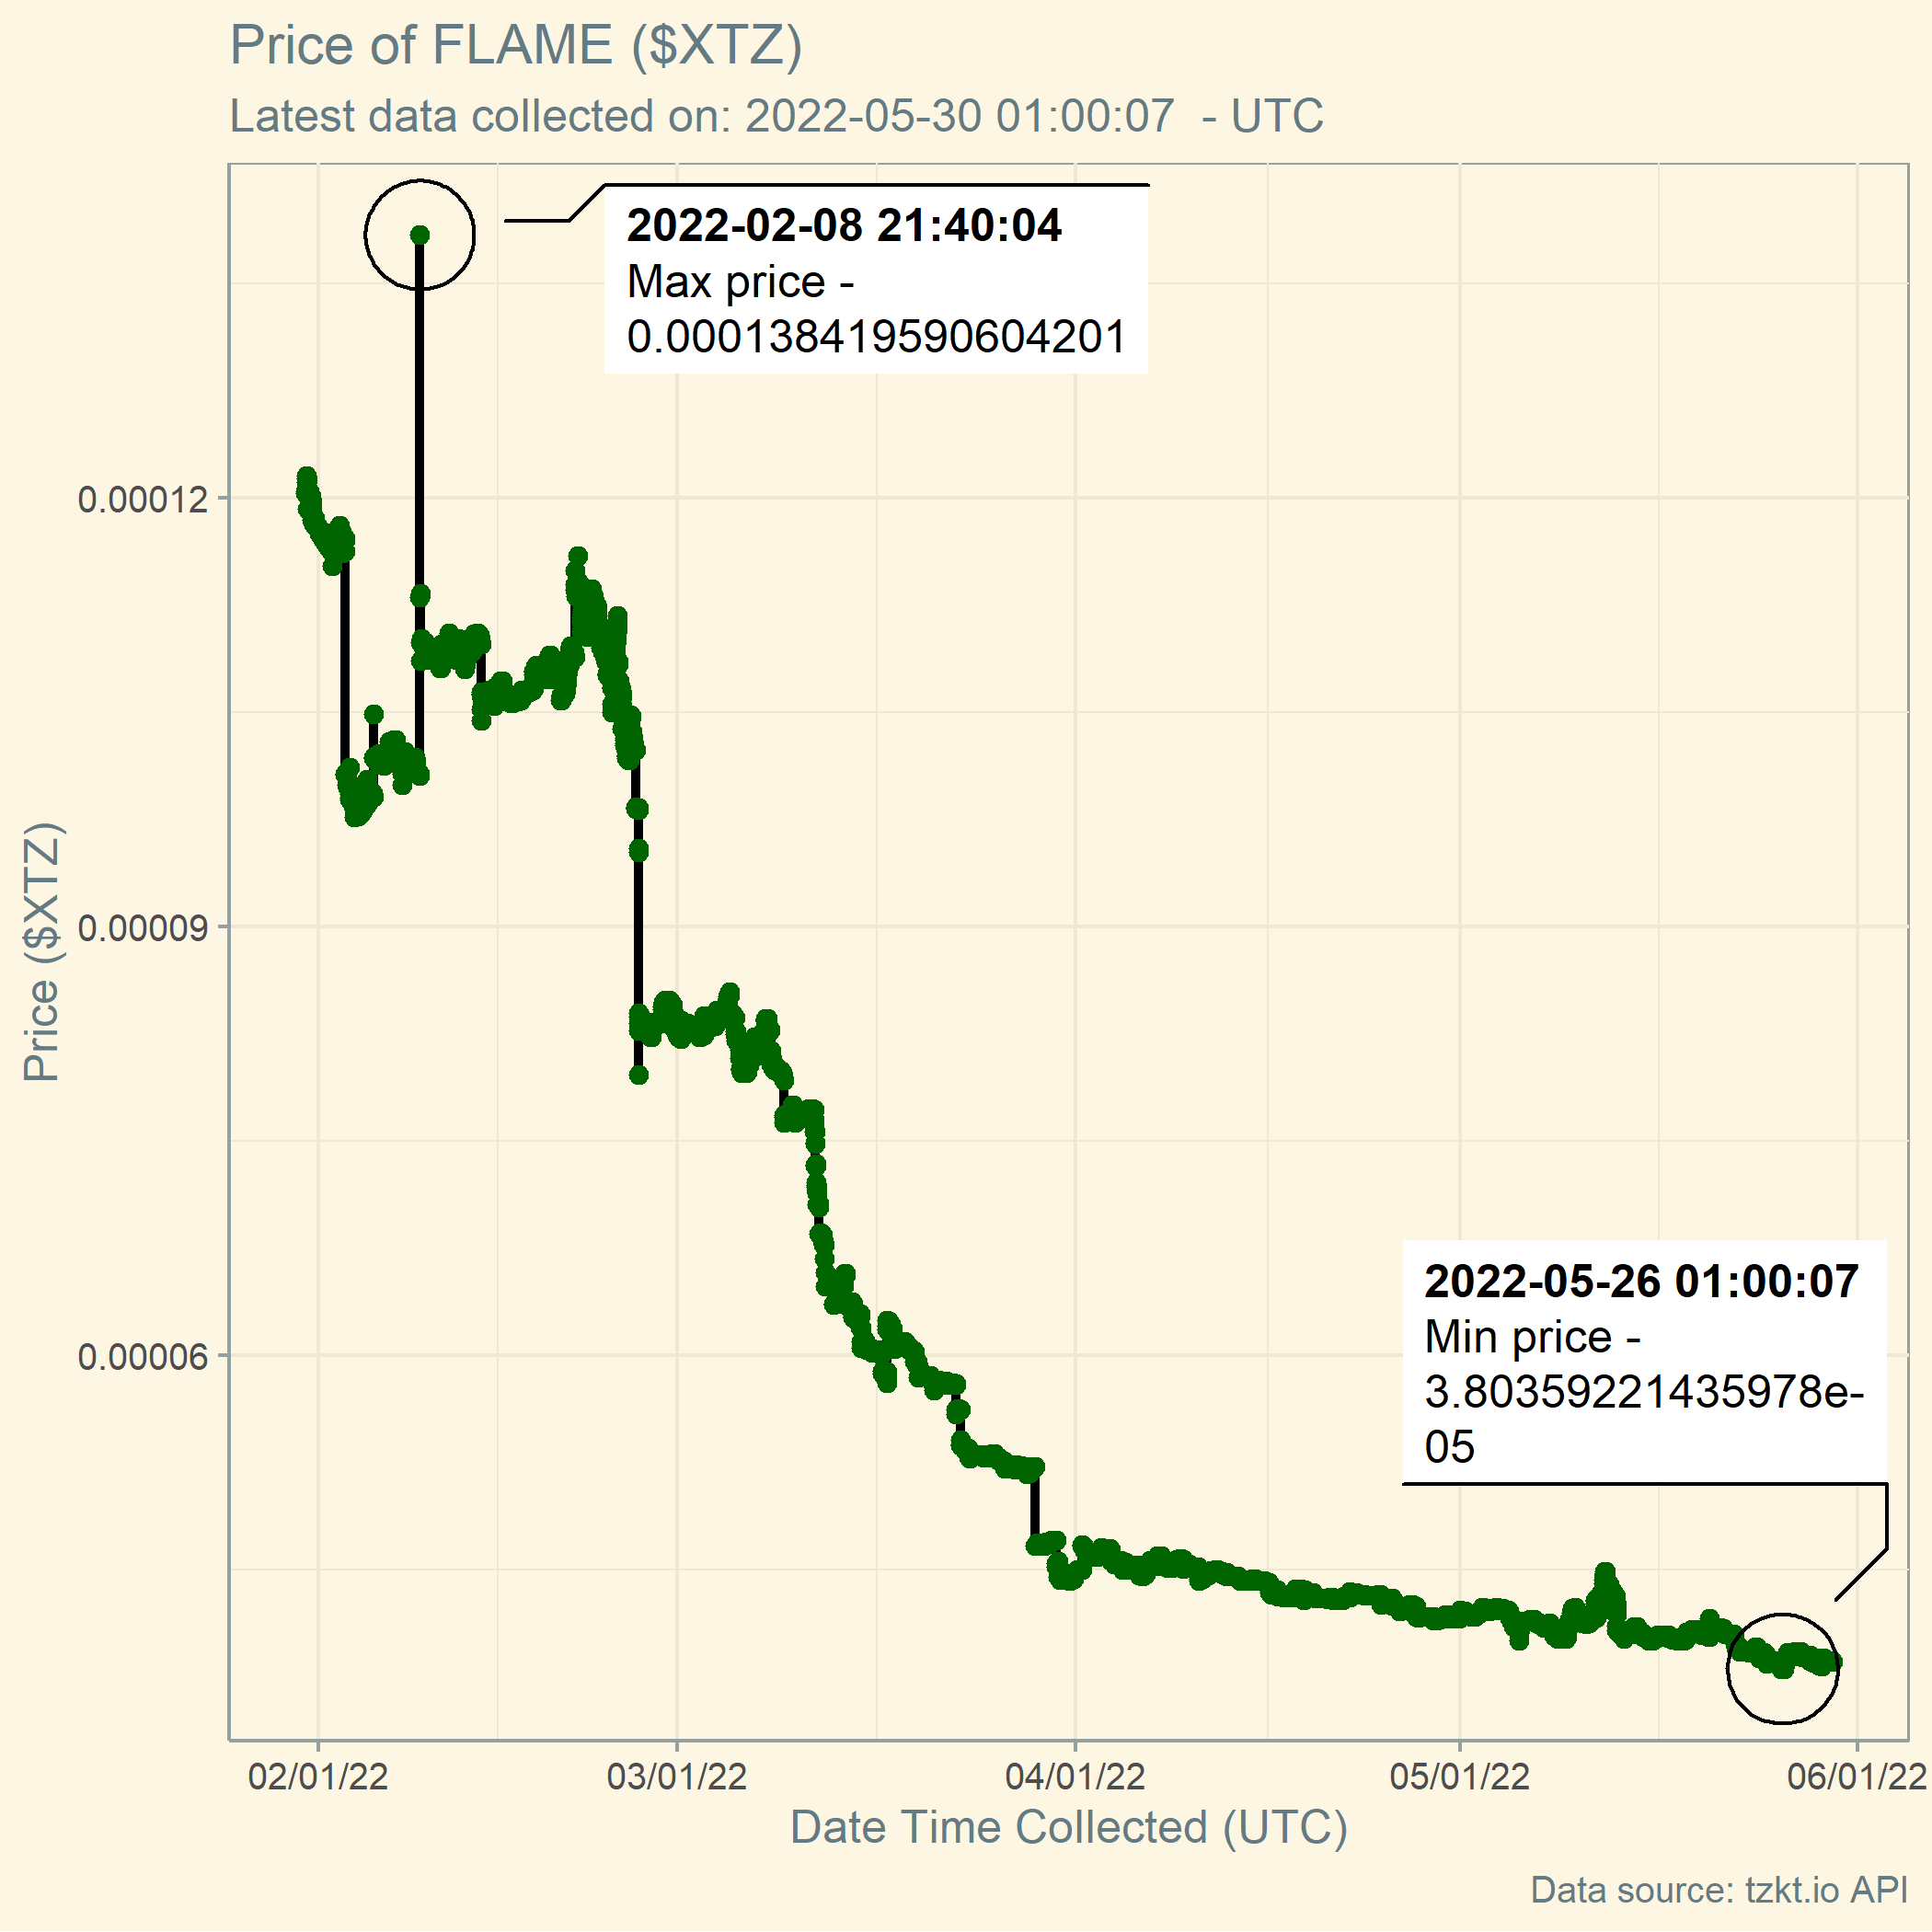 Price of FLAME ($XTZ)
Latest data collected on: 2022-05-30 01:00:07  - UTC
2022-02-08 21:40:04
Max price -
0.000138419590604201
0.00012
0.00009
0.00006
Price ($XTZ)
2022-05-26 01:00:07
Min price -
3.80359221435978e-
05
02/01/22
03/01/22
04/01/22
05/01/22
06/01/22
Date Time Collected (UTC)
Data source: tzkt.io API